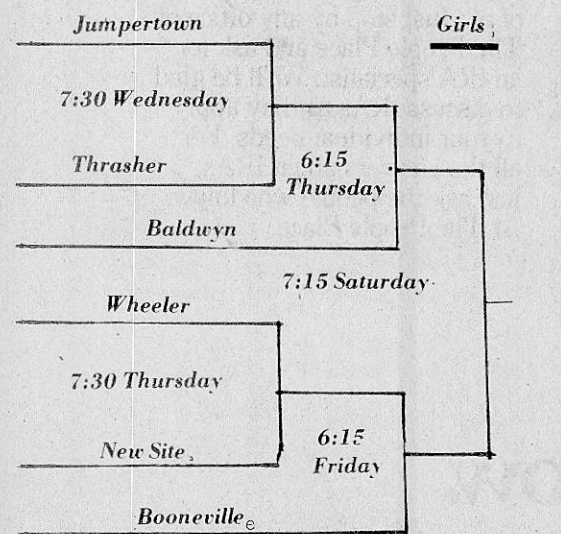 Jumpertown
Girls
7:30 Wednesday
Thrasher
6:15
Thursday
Baldwyn
7:15 Saturday
Wheeler
7:30 Thursday
New Site
6:15
Friday
Booneville